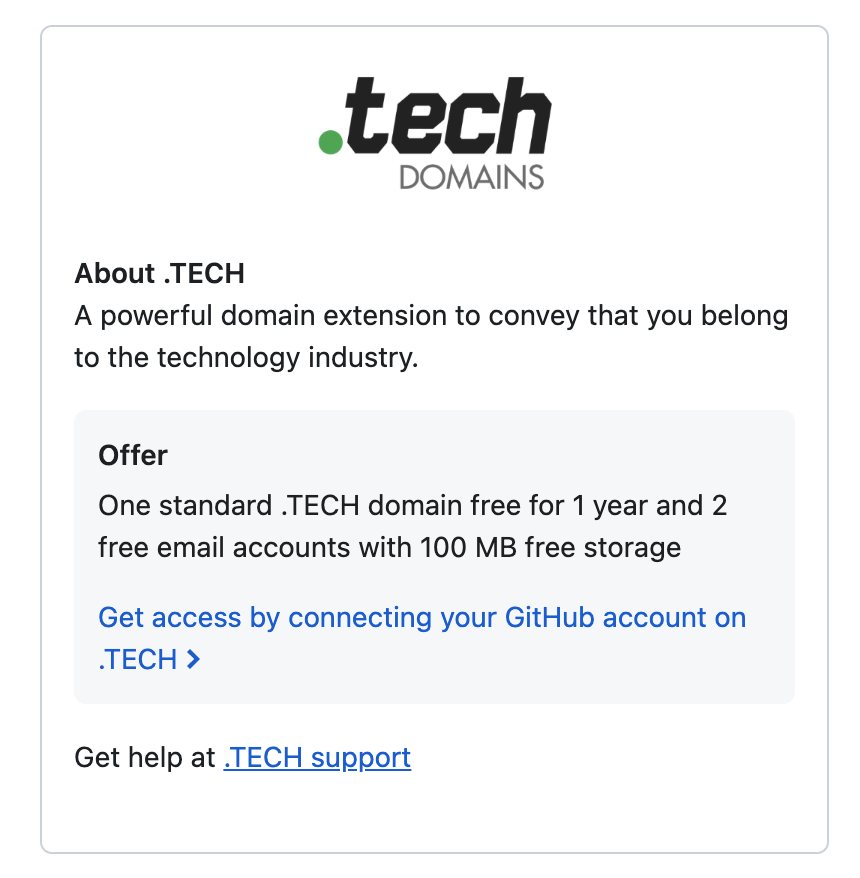 .tech
DOMAINS
About .TECH
A powerful domain extension to convey that you belong
to the technology industry.
Offer
One standard .TECH domain free for 1 year and 2
free email accounts with 100 MB free storage
Get access by connecting your GitHub account on
.TECH
Get help at .TECH support